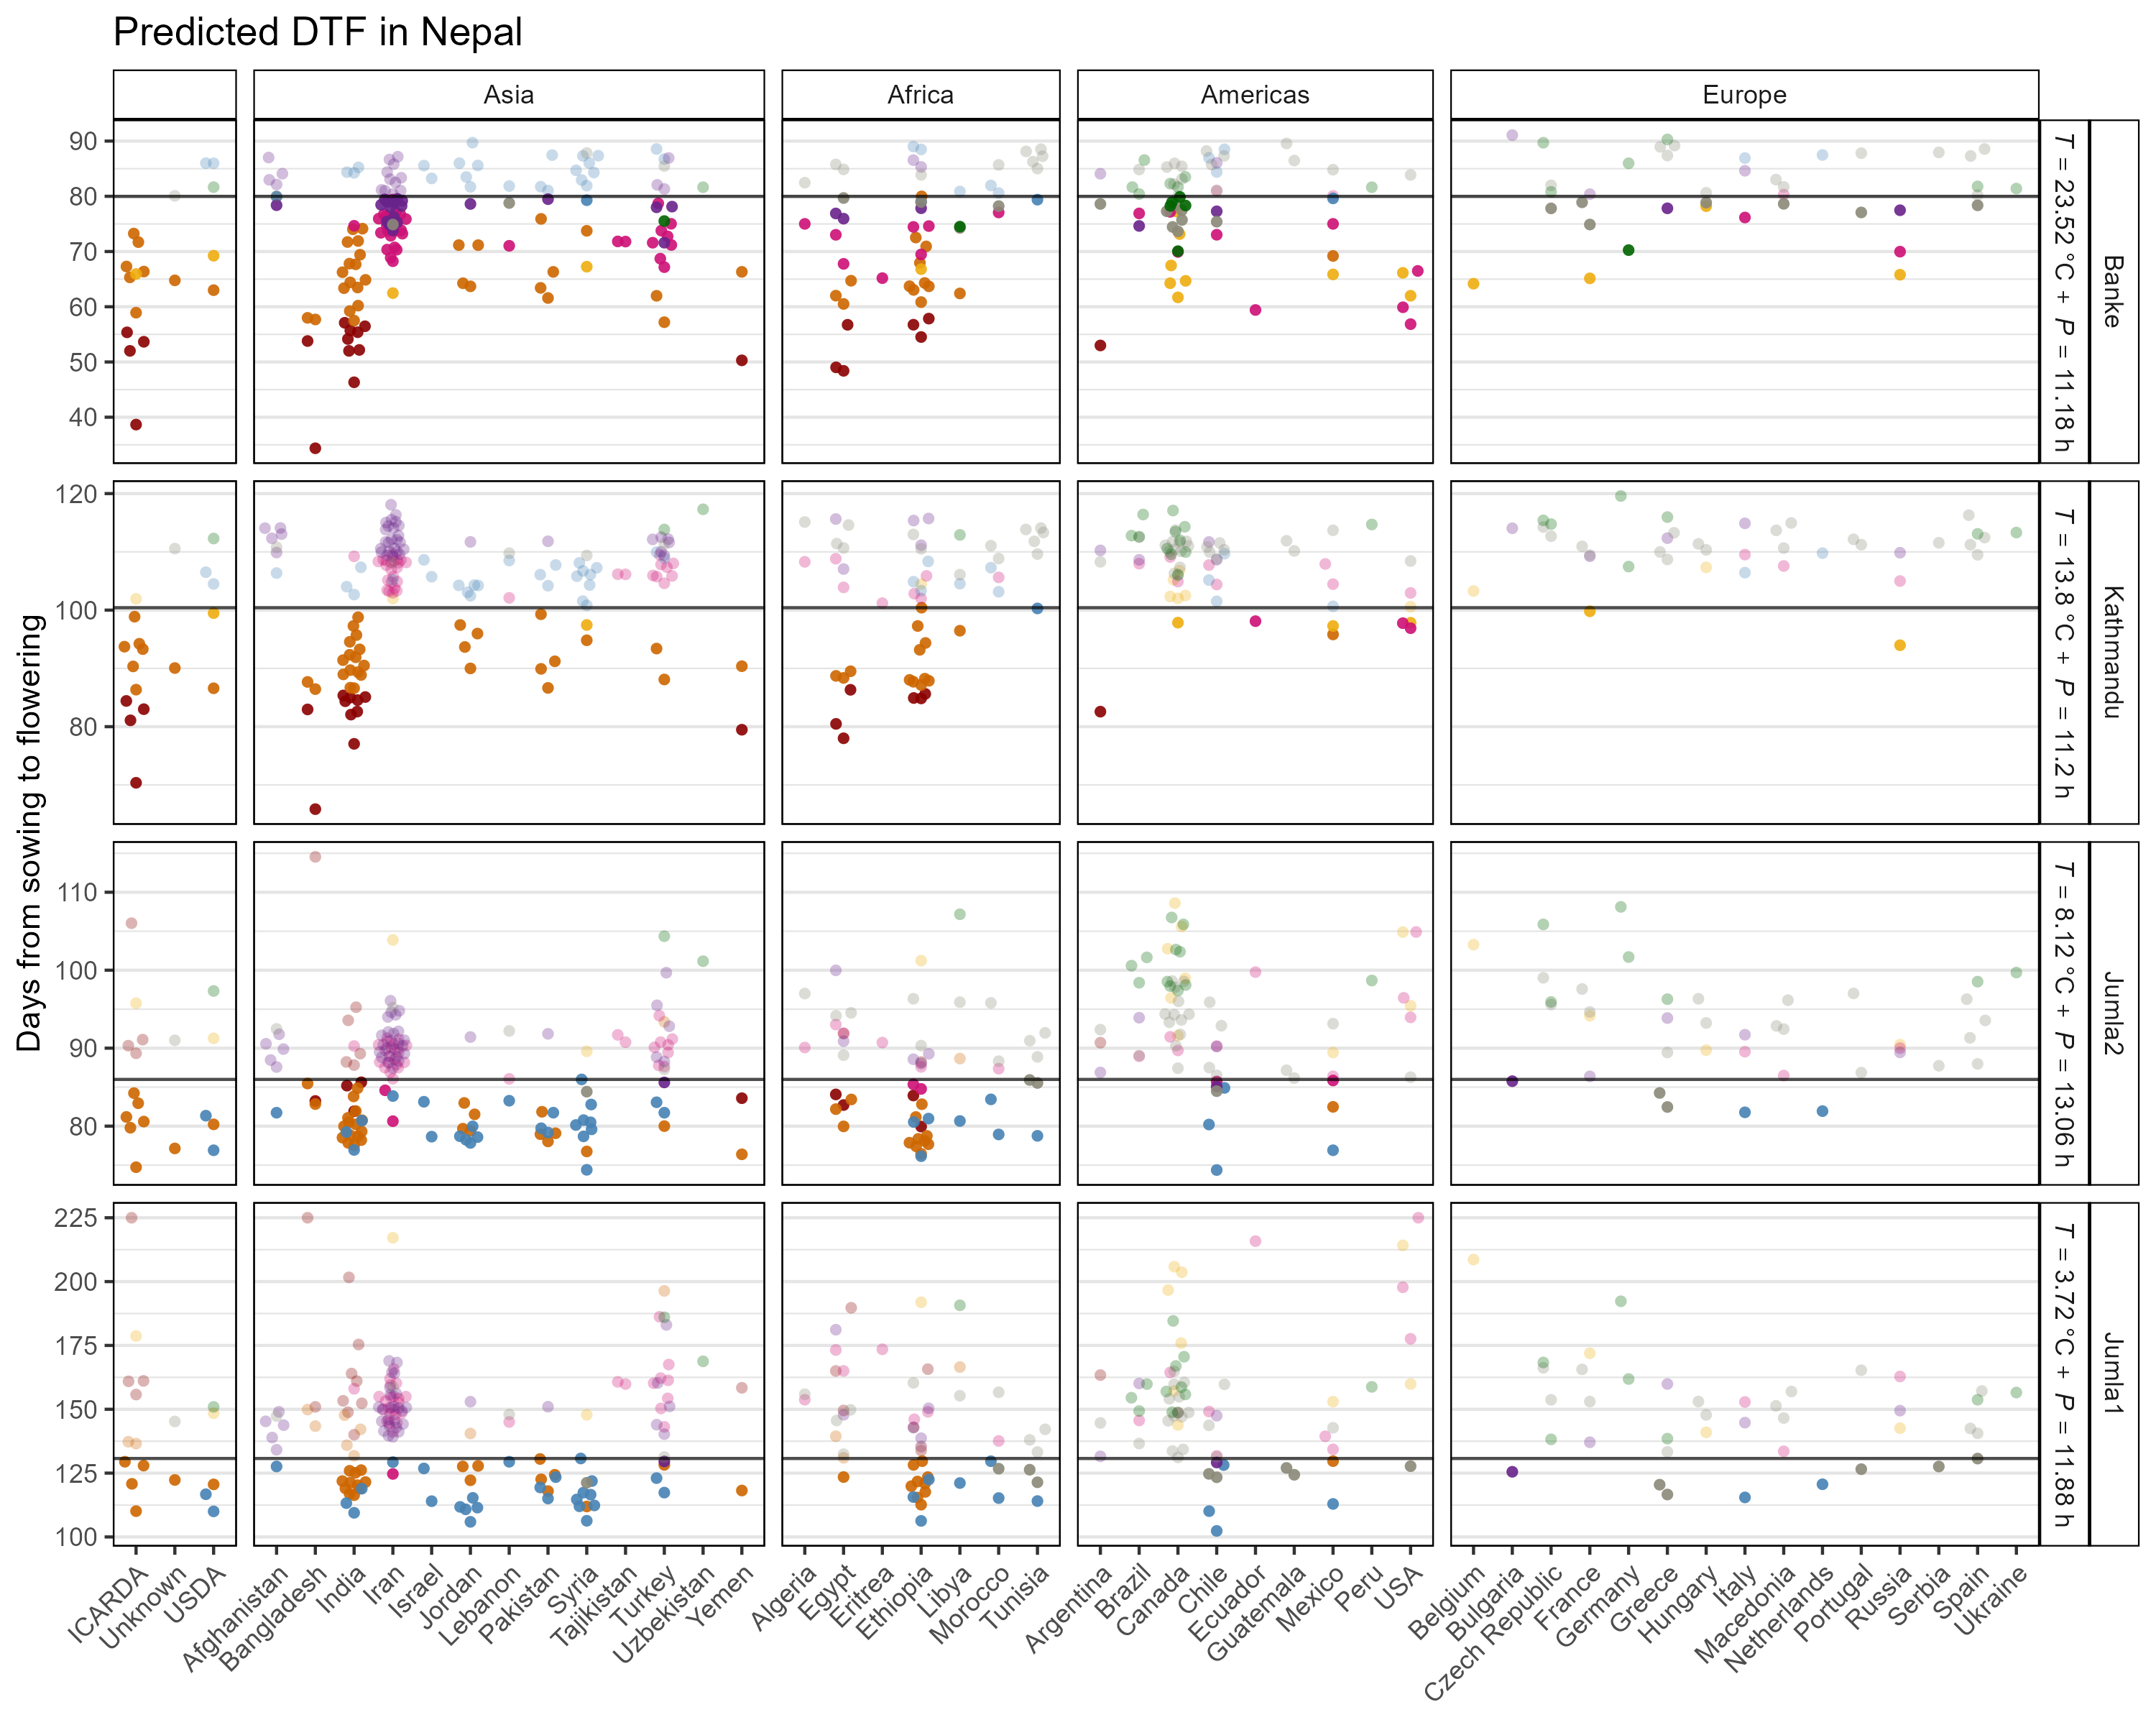 Predicted DTF in Nepal
Asia
Africa
Americas
Europe
Days from sowing to flowering
90
80
70
60
50
40
T = 23.52 °C + P = 11.18 h
Banke
120
100
80
T = 13.8 °C + P = 11.2 h
Kathmandu
110
100
90
80
T = 8.12 °C + P = 13.06 h
Jumla2
225
200
175
150
125
100
T = 3.72 °C + P = 11.88 h
Jumla1
ICARDA
Unknown
USDA
Afghanistan
Bangladesh
India
Iran
Israel
Jordan
Lebanon
Pakistan
Syria
Tajikistan
Turkey
Uzbekistan
Yemen
Algeria
Egypt
Eritrea
Ethiopia
Libya
Morocco
Tunisia
Argentina
Brazil
Canada
Chile
Ecuador
Guatemala
Mexico
Peru
USA
Belgium
Bulgaria
Czech Republic
France
Germany
Greece
Hungary
Italy
Macedonia
Netherlands
Portugal
Russia
Serbia
Spain
Ukraine